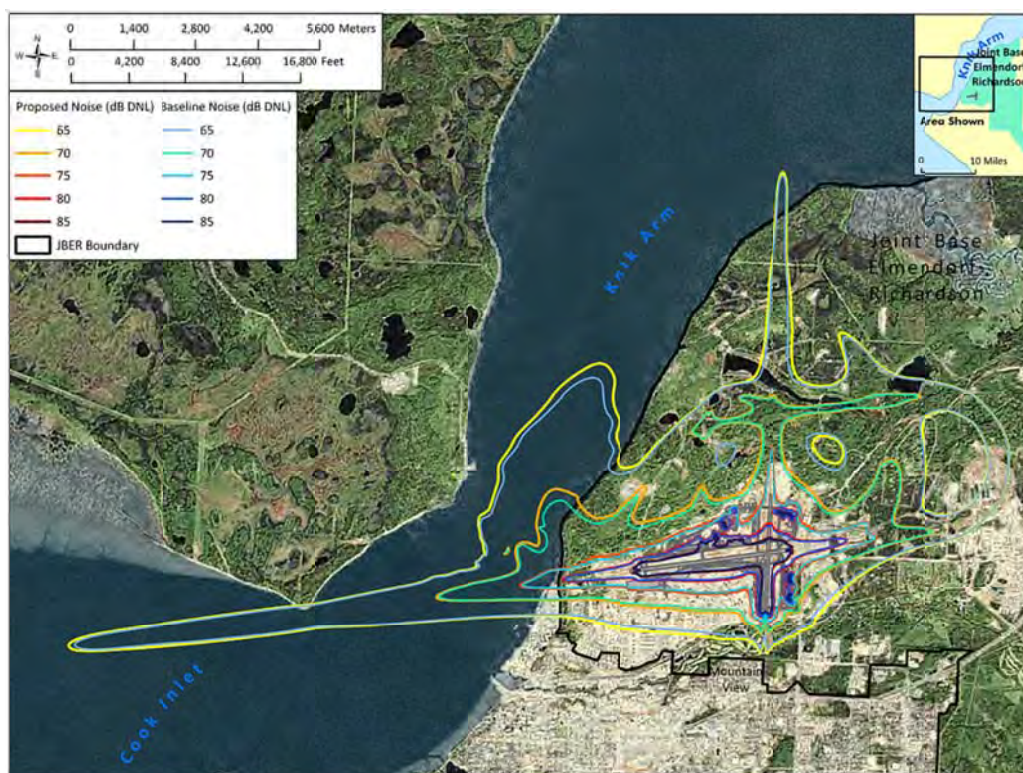 0 1,400 2,800 4,200 5,600 Meters
0 4,200 8,400 12,600 16,800 Feet
N
W E
S
Proposed Noise (dB DNL) Baseline Noise (dB DNL)
65 65
70 70
75 75
80 80
85 85
JBER Boundary
Knik Arm
Joint Base
Elmendorf
Richardson
Area Shown
0 10 Miles
Knik Arm
Joint Base
Elmendorf-
Richardson
Mountain
View
Cook Inlet